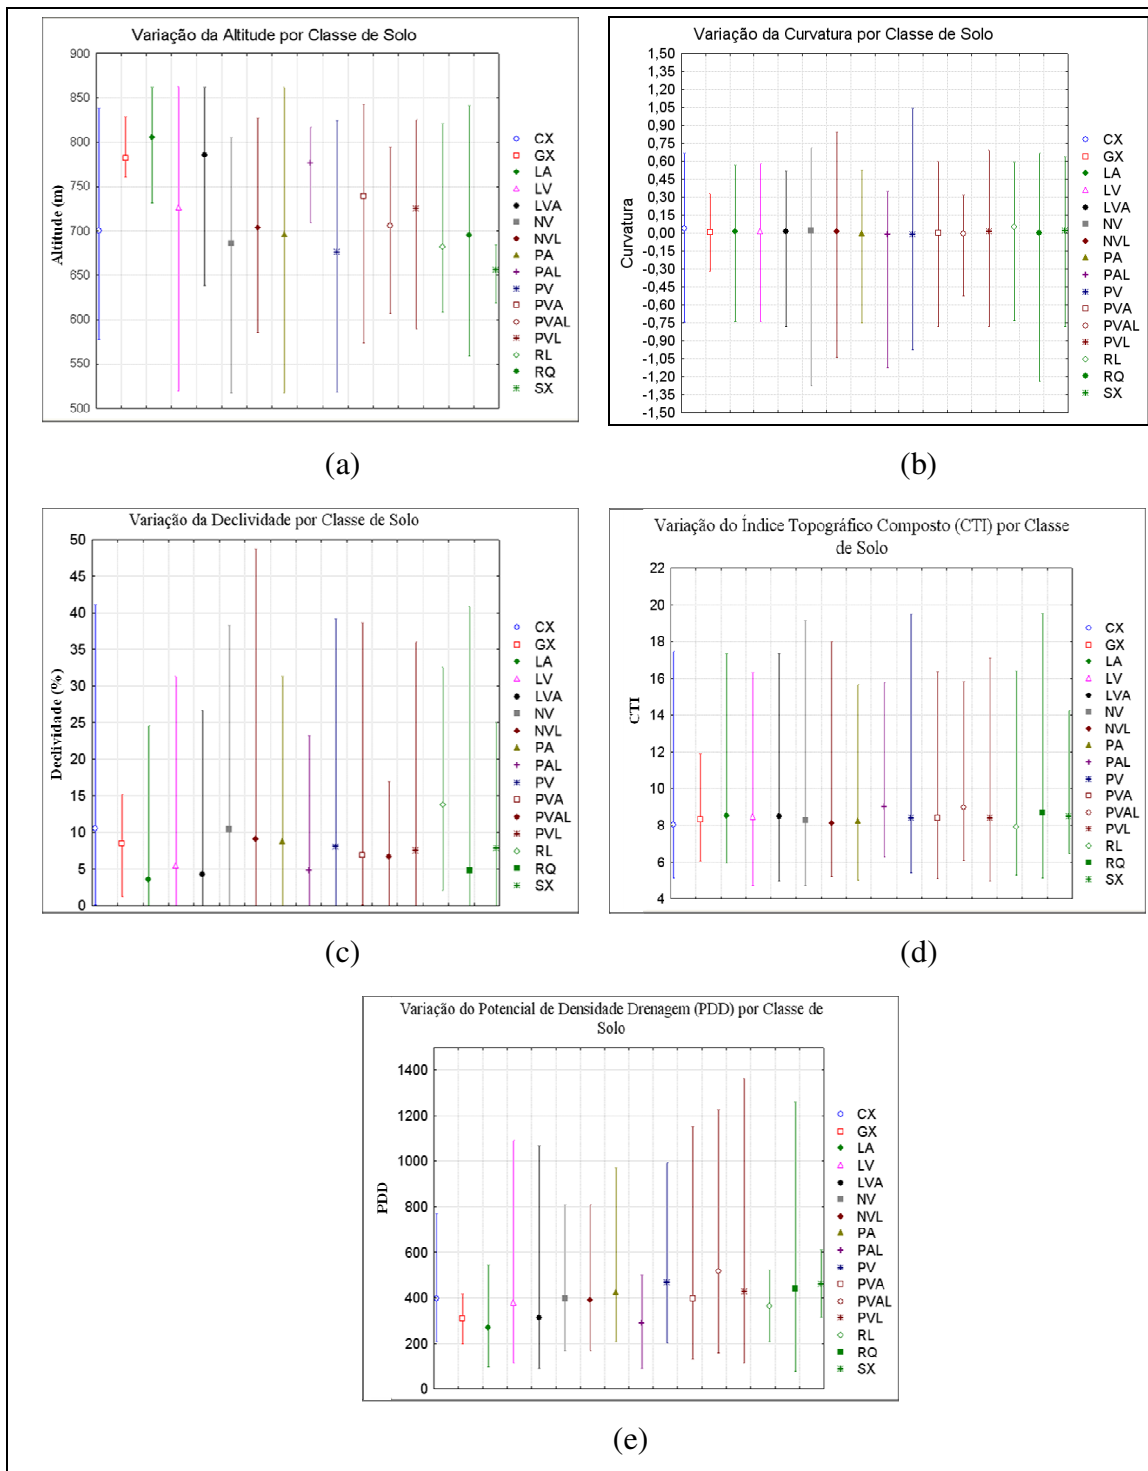 Variação da Altitude por Classe de Solo
Altitude (m)
900
850
800
750
700
650
600
550
500
CX
GX
LA
LV
LVA
NV
NVL
PA
PAL
PV
PVA
PVAL
PVL
RL
RQ
SX
(a)
Variação da Curvatura por Classe de Solo
Curvatura
1,50
1,35
1,20
1,05
0,90
0,75
0,60
0,45
0,30
0,15
0,00
-0,15
-0,30
-0,45
-0,60
-0,75
-0,90
-1,05
-1,20
-1,35
-1,50
CX
GX
LA
LV
LVA
NV
NVL
PA
PAL
PV
PVA
PVAL
PVL
RL
RQ
SX
(b)
Variação da Declividade por Classe de Solo
Declividade (%)
50
45
40
35
30
25
20
15
10
5
0
CX
GX
LA
LV
LVA
NV
NVL
PA
PAL
PV
PVA
PVAL
PVL
RL
RQ
SX
(c)
Variação do Índice Topográfico Composto (CTI) por Classe
de Solo
CTI
22
20
18
16
14
12
10
8
6
4
CX
GX
LA
LV
LVA
NV
NVL
PA
PAL
PV
PVA
PVAL
PVL
RL
RQ
SX
(d)
Variação do Potencial de Densidade Drenagem (PDD) por Classe de
Solo
PDD
1400
1200
1000
800
600
400
200
0
CX
GX
LA
LV
LVA
NV
NVL
PA
PAL
PV
PVA
PVAL
PVL
RL
RQ
SX
(e)